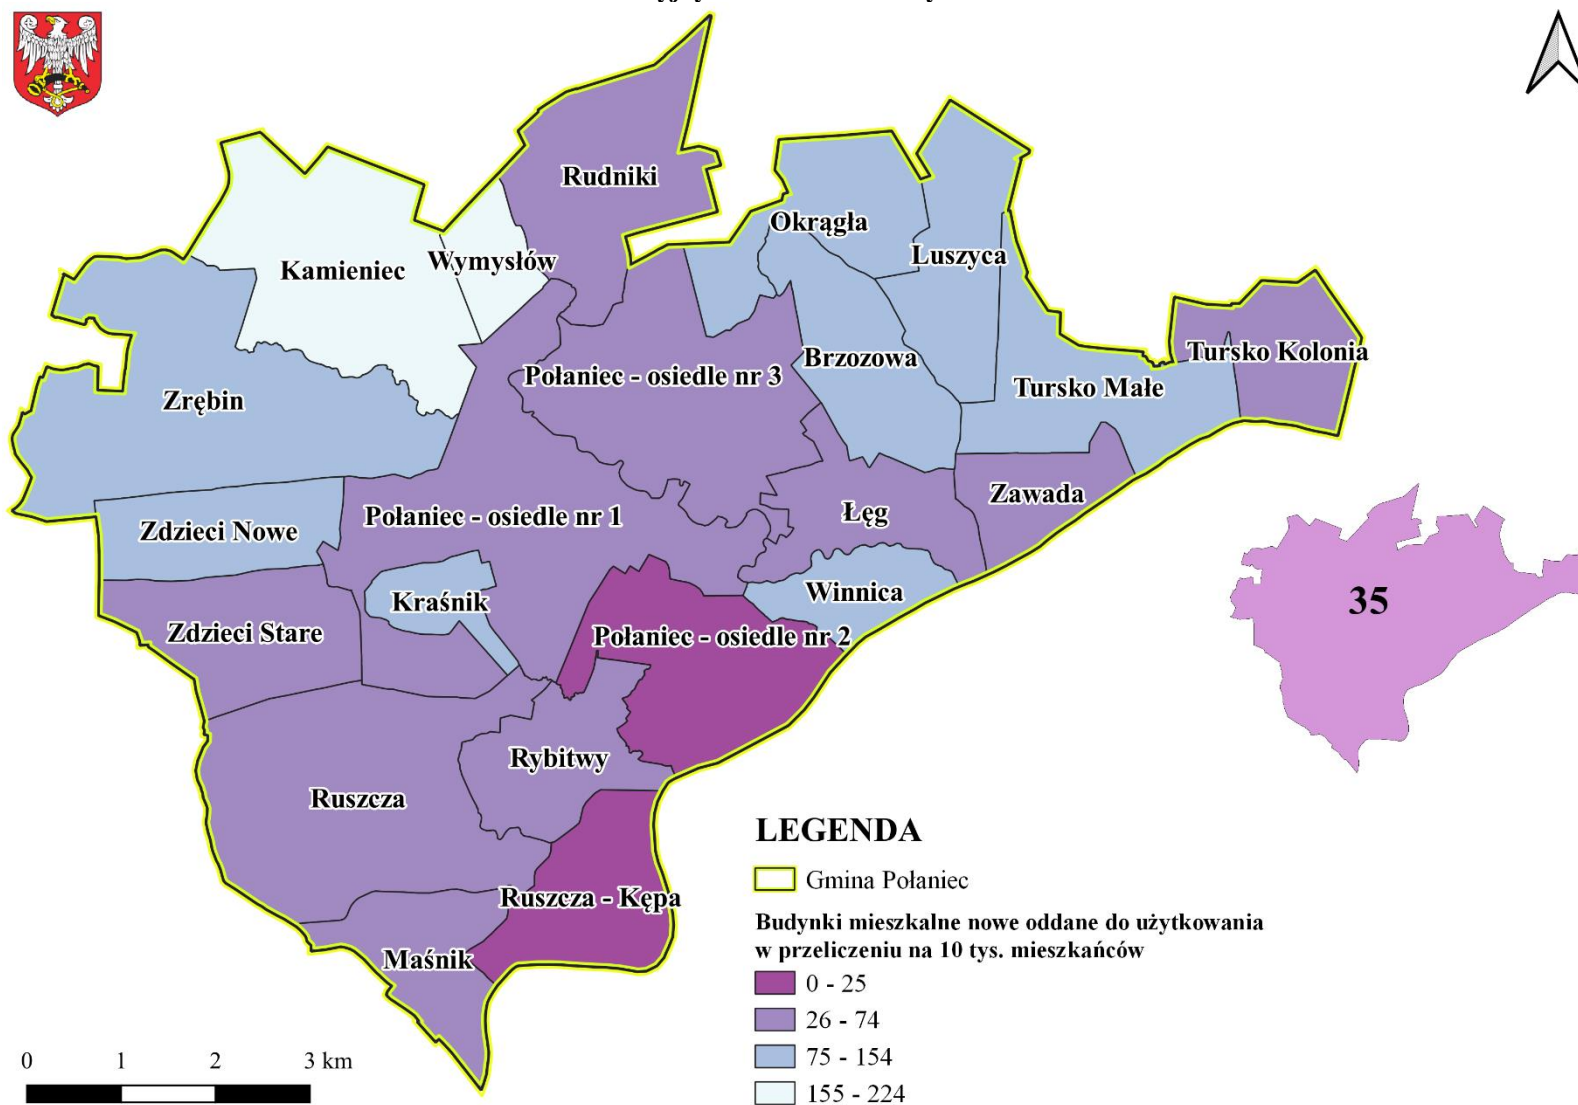 Rudniki
Okrągła
Luszyca
Wymysłów
Kamieniec
Tursko Kolonia
Brzozowa
Połaniec - osiedle nr 3
Tursko Małe
Zrębin
Zawada
Łęg
Połaniec - osiedle nr 1
Zdzieci Nowe
Winnica
Kraśnik
35
Zdzieci Stare
Połaniec - osiedle nr 2
Rybitwy
Ruszcza
Ruszcza - Kępa
Maśnik
LEGENDA
Gmina Połaniec
Budynki mieszkalne nowe oddane do użytkowania
w przeliczeniu na 10 tys. mieszkańców
0 - 25
26 - 74
75 - 154
155 - 224
0 1 2 3 km